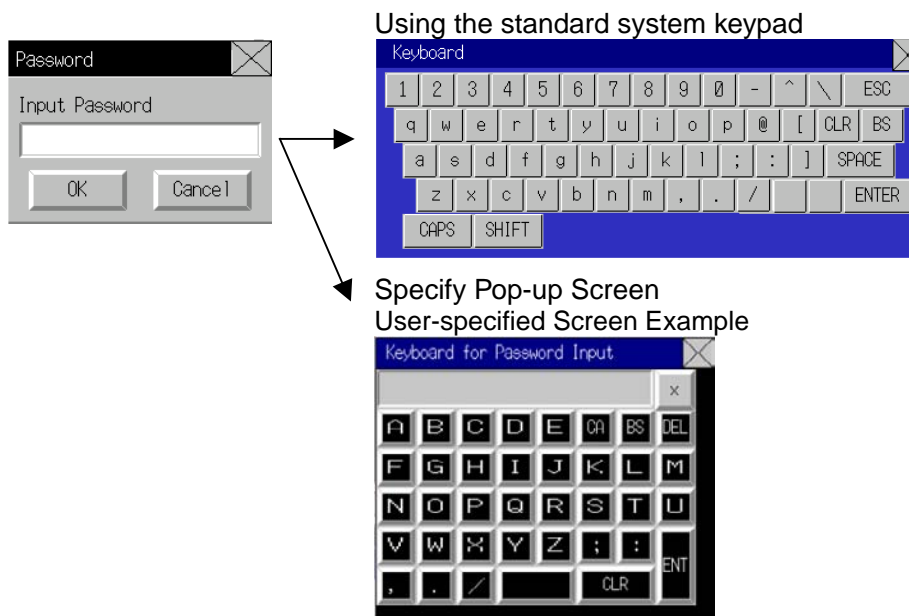 Using the standard system keypad
Password
Input Password
OK Cancel
Keyboard
1 2 3 4 5 6 7 8 9 0 - ^ \ ESC
q w e r t y u i o p @ [ CLR BS
a s d f g h j k l ; : ] SPACE
z x c v b n m , . / ENTER
CAPS SHIFT
Specify Pop-up Screen
User-specified Screen Example
Keyboard for Password Input
x
A B C D E CA BS DEL
F G H I J K L M
N O P Q R S T U
V W X Y Z ; : ENT
, . / CLR